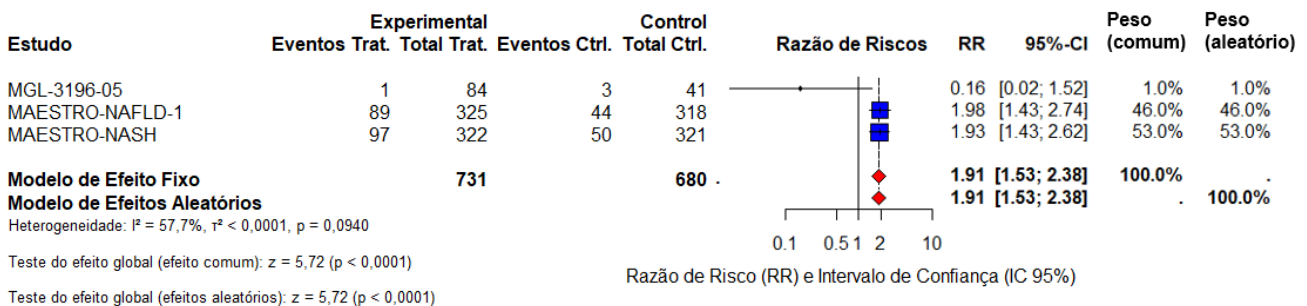 Experimental Control Peso Peso
Estudo Eventos Trat. Total Trat. Eventos Ctrl. Total Ctrl. Razão de Riscos RR 95%-CI (comum) (aleatório)
MGL-3196-05 1 84 3 41 0.16 [0.02; 1.52] 1.0% 1.0%
MAESTRO-NAFLD-1 89 325 44 318 1.98 [1.43; 2.74] 46.0% 46.0%
MAESTRO-NASH 97 322 50 321 1.93 [1.43; 2.62] 53.0% 53.0%
Modelo de Efeito Fixo 731 680 . 1.91 [1.53; 2.38] 100.0% .
Modelo de Efeitos Aleatórios 1.91 [1.53; 2.38] . 100.0%
Heterogeneidade: I² = 57,7%, τ² < 0,0001, p = 0,0940
0.1 0.5 1 2 10
Teste do efeito global (efeito comum): z = 5,72 (p < 0,0001)
Razão de Risco (RR) e Intervalo de Confiança (IC 95%)
Teste do efeito global (efeitos aleatórios): z = 5,72 (p < 0,0001)